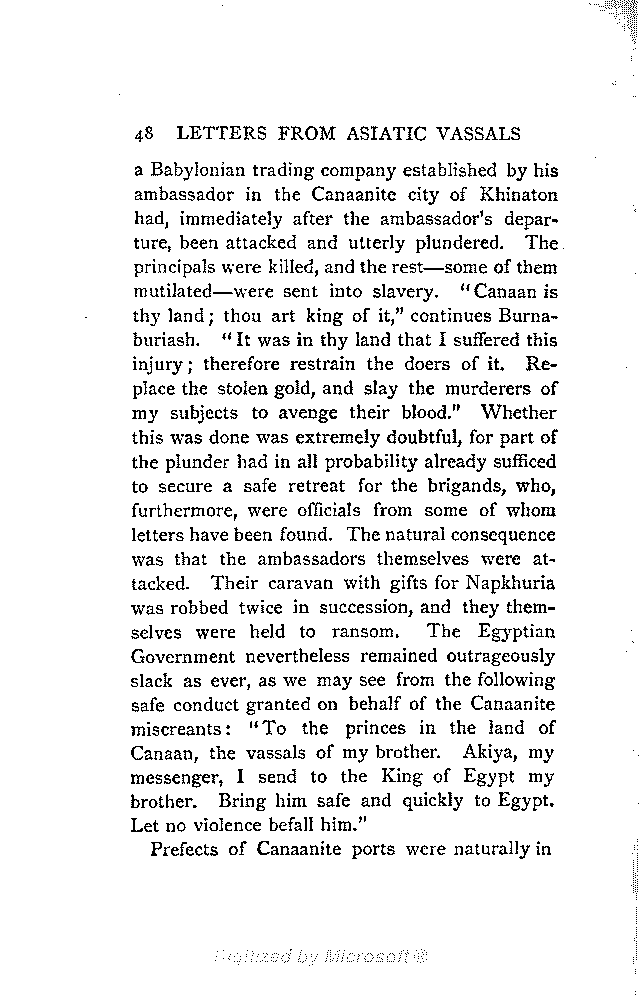 48 LETTERS FROM ASIATIC VASSALS
a Babylonian trading company established by his
ambassador in the Canaanite city of Khinaton
had, immediately after the ambassador's depar-
ture, been attacked and utterly plundered. The
principals were killed, and the rest—some of them
mutilated—were sent into slavery. "Canaan is
thy land; thou art king of it," continues Burna-
buriash. "It was in thy land that I suffered this
injury; therefore restrain the doers of it. Re-
place the stolen gold, and slay the murderers of
my subjects to avenge their blood." Whether
this was done was extremely doubtful, for part of
the plunder had in all probability already sufficed
to secure a safe retreat for the brigands, who,
furthermore, were officials from some of whom
letters have been found. The natural consequence
was that the ambassadors themselves were at-
tacked. Their caravan with gifts for Napkhuria
was robbed twice in succession, and they them-
selves were held to ransom. The Egyptian
Government nevertheless remained outrageously
slack as ever, as we may see from the following
safe conduct granted on behalf of the Canaanite
miscreants: "To the princes in the land of
Canaan, the vassals of my brother. Akiya, my
messenger, I send to the King of Egypt my
brother. Bring him safe and quickly to Egypt.
Let no violence befall him."
Prefects of Canaanite ports were naturally in
Digitized by Microsoft®